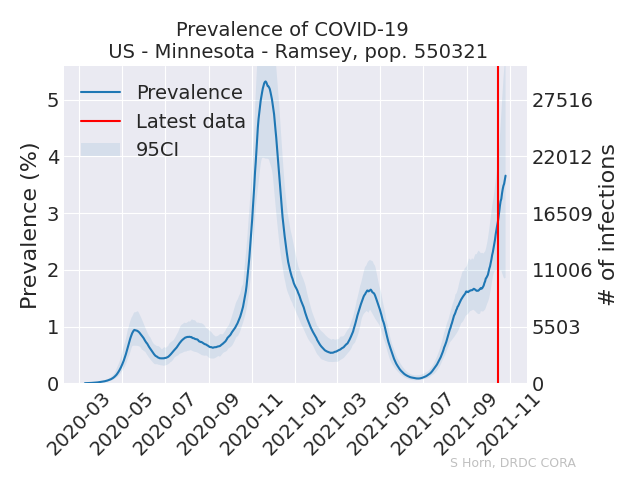 Prevalence of COVID-19
US - Minnesota - Ramsey, pop. 550321
Prevalence
Latest data
95CI
Prevalence (%)
5
4
3
2
1
0
27516
22012
16509
11006
5503
0
# of infections
2020-03
2020-05
2020-07
2020-09
2020-11
2021-01
2021-03
2021-05
2021-07
2021-09
2021-11
S Horn, DRDC CORA